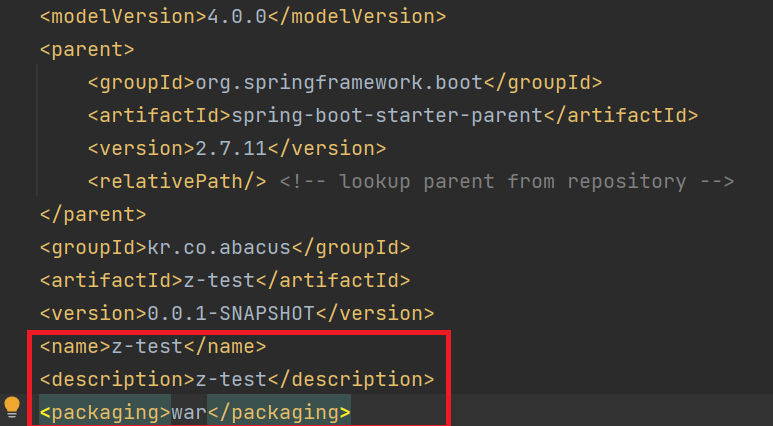 <modelVersion>4.0.0</modelVersion>
<parent>
<groupId>org.springframework.boot</groupId>
<artifactId>spring-boot-starter-parent</artifactId>
<version>2.7.11</version>
<relativePath/> <!-- lookup parent from repository -->
</parent>
<groupId>kr.co.abacus</groupId>
<artifactId>z-test</artifactId>
<version>0.0.1-SNAPSHOT</version>
<name>z-test</name>
<description>z-test</description>
<packaging>war</packaging>